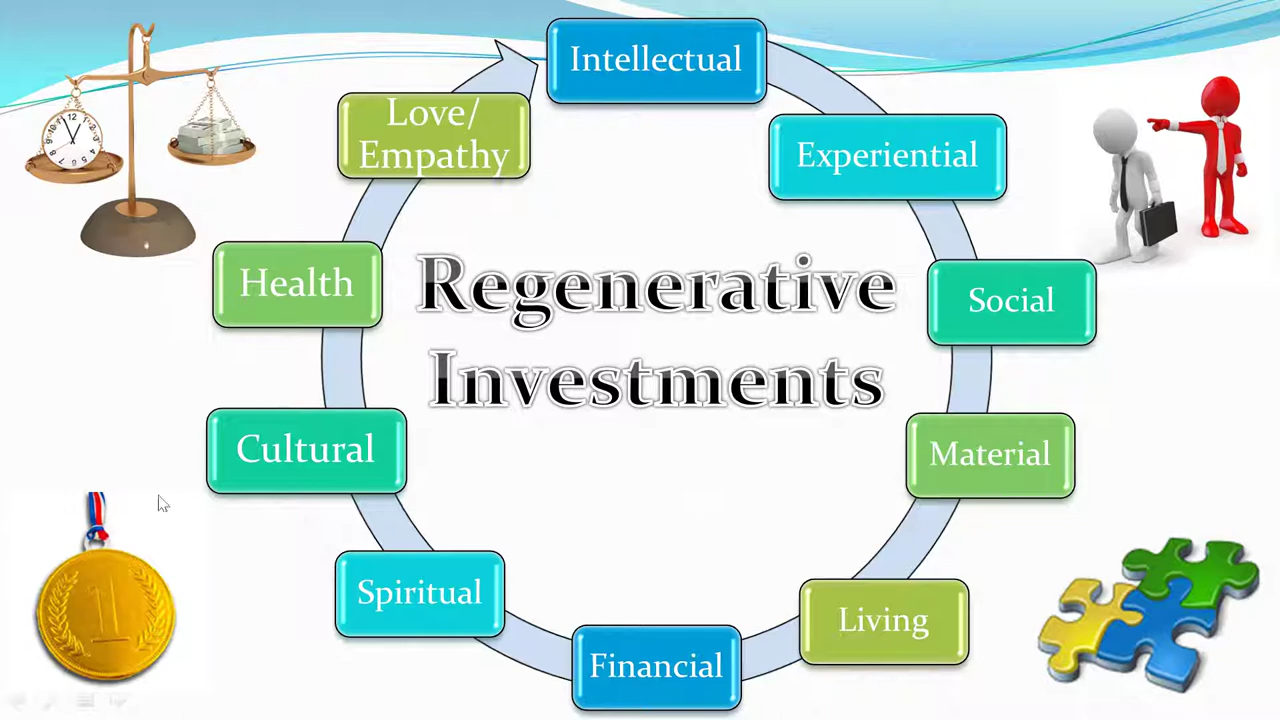 Intellectual
Love/
Empathy
Experiential
Health
Regenerative
Investments
Social
Cultural
Material
Spiritual
Living
Financial